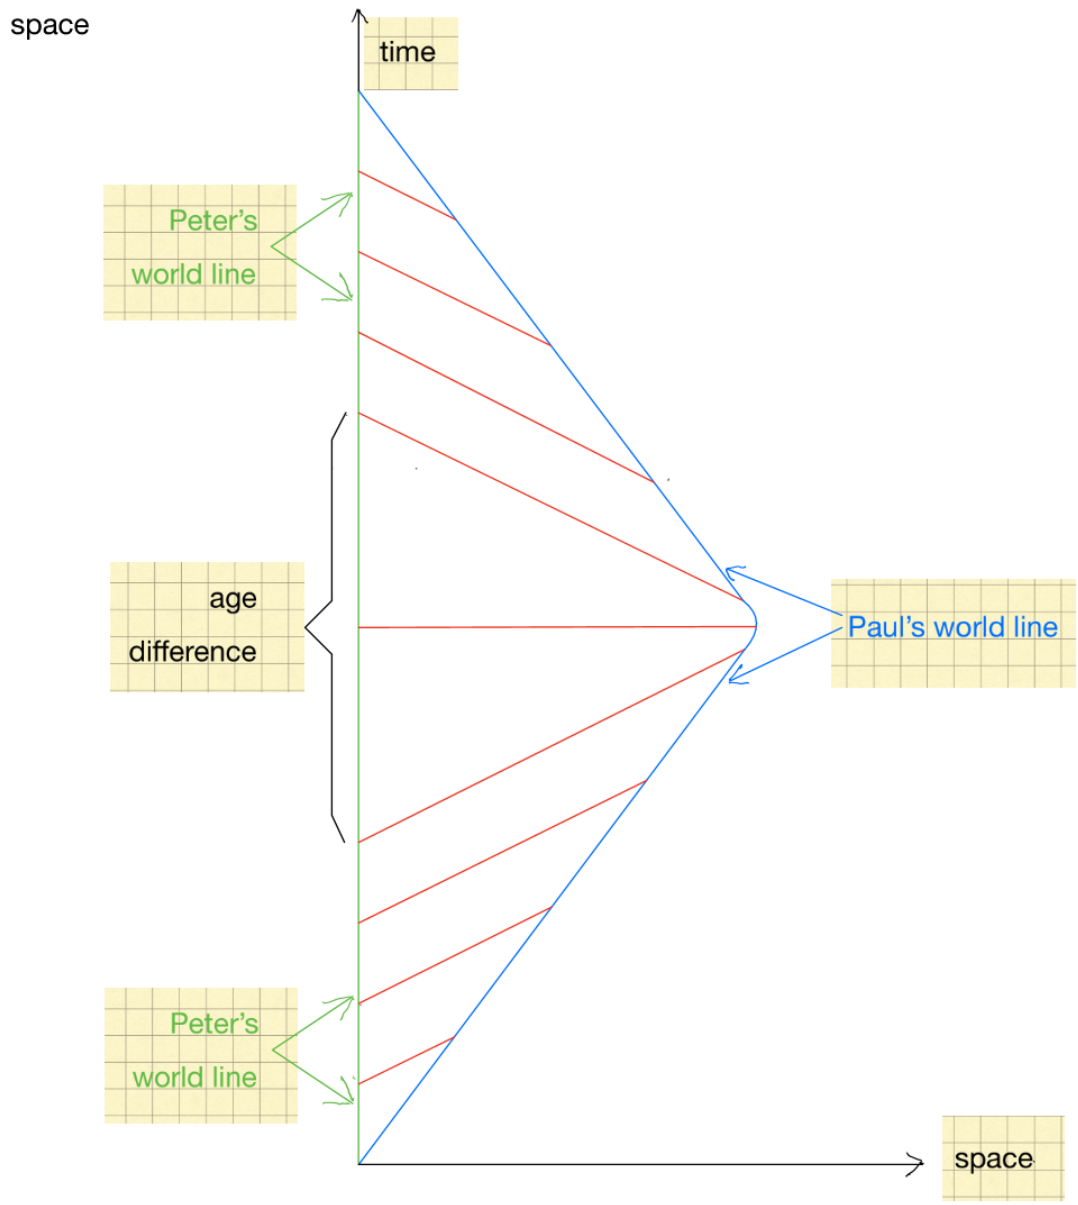 space
time
Peter's
world line
age
difference
Paul's world line
Peter's
world line
space